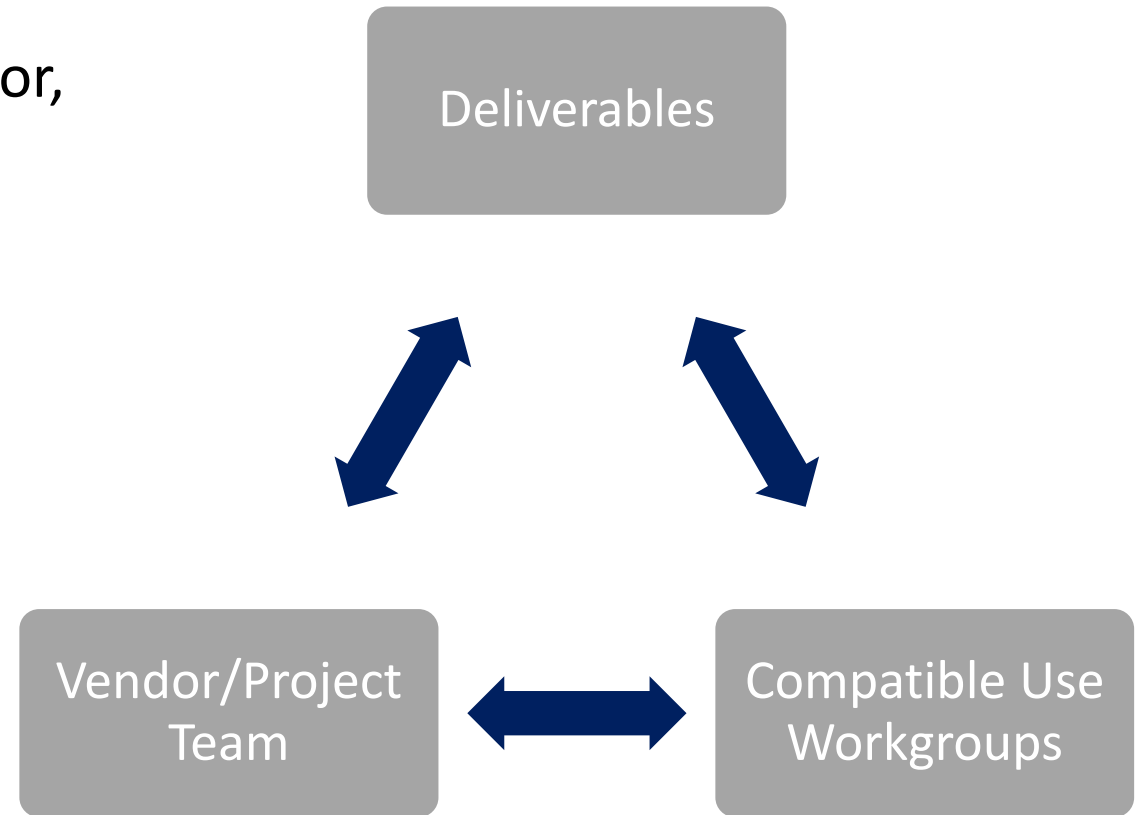 or,
Deliverables
Vendor/Project
Team
Compatible Use
Workgroups